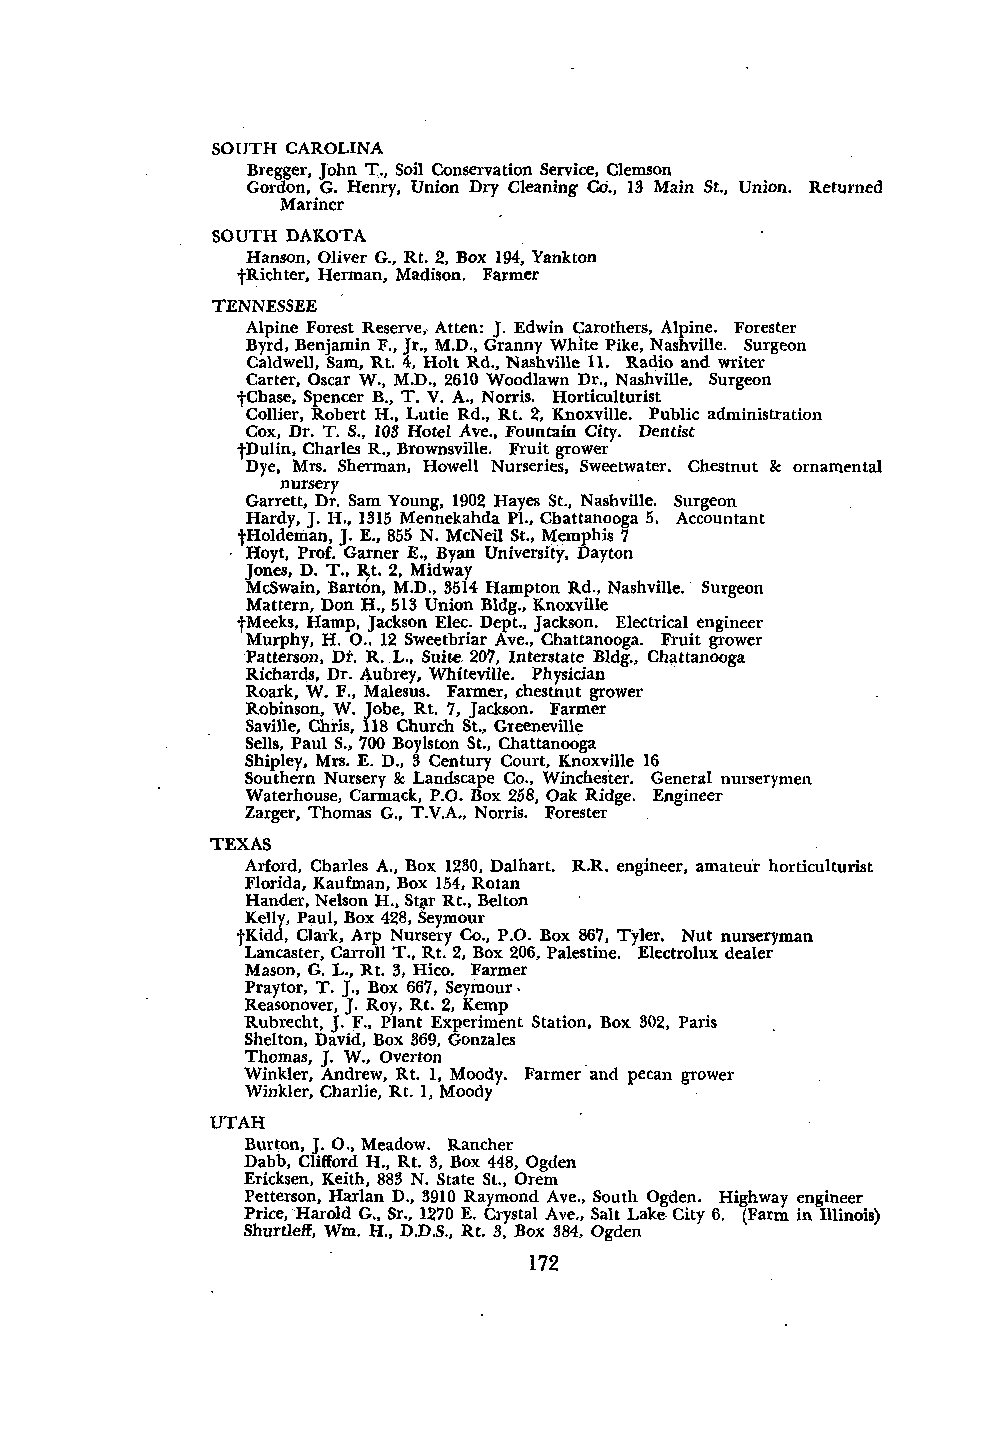 SOUTH CAROLINA
Bregger, John T., Soil Conservation Service, Clemson
Gordon, G. Henry, Union Dry Cleaning Co., 13 Main St., Union. Returned
Mariner
SOUTH DAKOTA
Hanson, Oliver G., Rt. 2, Box 194, Yankton
†Richter, Herman, Madison. Farmer
TENNESSEE
Alpine Forest Reserve, Atten: J. Edwin Carothers, Alpine. Forester
Byrd, Benjamin F., Jr., M.D., Granny White Pike, Nashville. Surgeon
Caldwell, Sam, Rt. 4, Holt Rd., Nashville 11. Radio and writer
Carter, Oscar W., M.D., 2610 Woodlawn Dr., Nashville. Surgeon
†Chase, Spencer B., T. V. A., Norris. Horticulturist
Collier, Robert H., Lutie Rd., Rt. 2, Knoxville. Public administration
Cox, Dr. T. S., 103 Hotel Ave., Fountain City. Dentist
†Dulin, Charles R., Brownsville. Fruit grower
Dye, Mrs. Sherman, Howell Nurseries, Sweetwater. Chestnut & ornamental
nursery
Garrett, Dr. Sam Young, 1902 Hayes St., Nashville. Surgeon
Hardy, J. H., 1315 Mennekahda Pl., Chattanooga 5. Accountant
†Holdeman, J. E., 855 N. McNeil St., Memphis 7
Hoyt, Prof. Garner E., Byan University, Dayton
Jones, D. T., Rt. 2, Midway
McSwain, Barton, M.D., 3514 Hampton Rd., Nashville. Surgeon
Mattern, Don H., 513 Union Bldg., Knoxville
†Meeks, Hamp, Jackson Elec. Dept., Jackson. Electrical engineer
Murphy, H. O., 12 Sweetbriar Ave., Chattanooga. Fruit grower
Patterson, Dr. R. L., Suite 207, Interstate Bldg., Chattanooga
Richards, Dr. Aubrey, Whiteville. Physician
Roark, W. F., Malesus. Farmer, chestnut grower
Robinson, W. Jobe, Rt. 7, Jackson. Farmer
Saville, Chris, 118 Church St., Greeneville
Sells, Paul S., 700 Boylston St., Chattanooga
Shipley, Mrs. E. D., 3 Century Court, Knoxville 16
Southern Nursery & Landscape Co., Winchester. General nurserymen
Waterhouse, Carmack, P.O. Box 258, Oak Ridge. Engineer
Zarger, Thomas G., T.V.A., Norris. Forester
TEXAS
Arford, Charles A., Box 1230, Dalhart. R.R. engineer, amateur horticulturist
Florida, Kaufman, Box 154, Rotan
Hander, Nelson H., Star Rt., Belton
Kelly, Paul, Box 428, Seymour
†Kidd, Clark, Arp Nursery Co., P.O. Box 867, Tyler. Nut nurseryman
Lancaster, Carroll T., Rt. 2, Box 206, Palestine. Electrolux dealer
Mason, G. L., Rt. 3, Hico. Farmer
Praytor, T. J., Box 667, Seymour
Reasonover, J. Roy, Rt. 2, Kemp
Rubrecht, J. F., Plant Experiment Station, Box 302, Paris
Shelton, David, Box 369, Gonzales
Thomas, J. W., Overton
Winkler, Andrew, Rt. 1, Moody. Farmer and pecan grower
Winkler, Charlie, Rt. 1, Moody
UTAH
Burton, J. O., Meadow. Rancher
Dabb, Clifford H., Rt. 3, Box 448, Ogden
Ericksen, Keith, 883 N. State St., Orem
Petterson, Harlan D., 3910 Raymond Ave., South Ogden. Highway engineer
Price, Harold G., Sr., 1270 E. Crystal Ave., Salt Lake City 6. (Farm in Illinois)
Shurtleff, Wm. H., D.D.S., Rt. 3, Box 384, Ogden
172